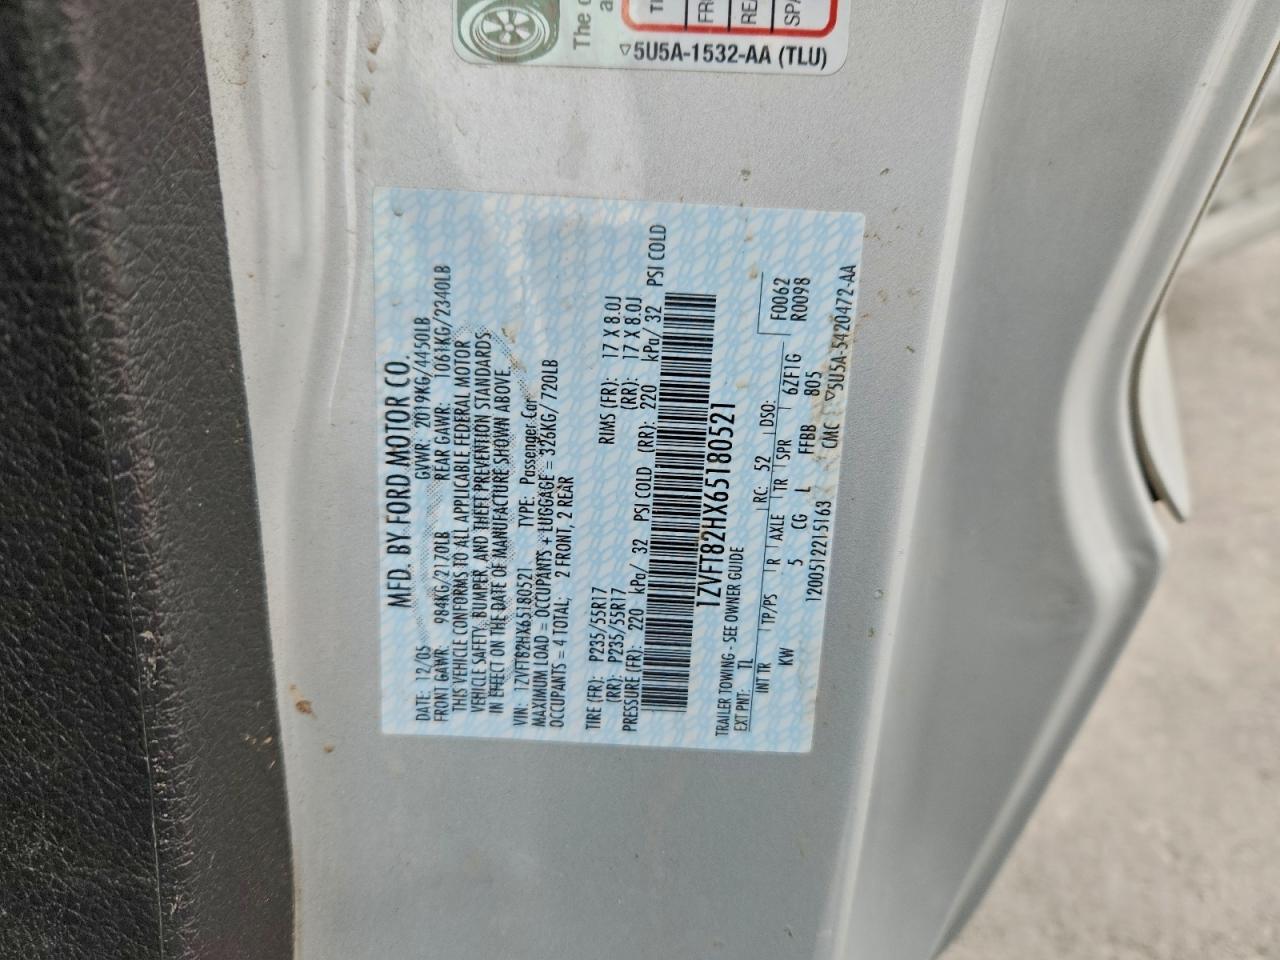 MFD. BY FORD MOTOR CO.
DATE: 12/05 GVWR: 2019KG/4450LB
FRONT GAWR: 984KG/2170LB REAR GAWR: 1061KG/2340LB
THIS VEHICLE CONFORMS TO ALL APPLICABLE FEDERAL MOTOR
VEHICLE SAFETY, BUMPER, AND THEFT PREVENTION STANDARDS
IN EFFECT ON THE DATE OF MANUFACTURE SHOWN ABOVE.
VIN: 1ZVFT82HX65180521 TYPE: Passenger Car
MAXIMUM LOAD = OCCUPANTS + LUGGAGE = 326KG/720LB
OCCUPANTS = 4 TOTAL, 2 FRONT, 2 REAR
TIRE (FR): P235/55R17 RIMS (FR): 17 X 8.0J
(RR): P235/55R17 (RR): 17 X 8.0J
PRESSURE (FR): 220 kPa/ 32 PSI COLD (RR): 220 kPa/ 32 PSI COLD
1ZVFT82HX65180521
TRAILER TOWING - SEE OWNER GUIDE
EXT PNT: TL RC: 52 DSO: F0062
INT TR TP/PS R AXLE TR SPR 6ZF1G R0098
KW 5 CG L FFBB 805
1200512215163 CMC ▽5U5A-5420472-AA
The
TI
FR
REA
SPA
▽5U5A-1532-AA (TLU)